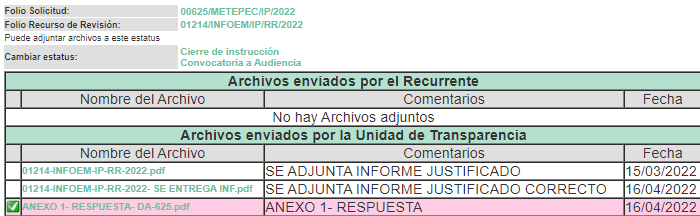 Folio Solicitud: 00625/METEPEC/IP/2022
Folio Recurso de Revisión: 01214/INFOEM/IP/RR/2022
Puede adjuntar archivos a este estatus
Cambiar estatus: Cierre de instrucción
Convocatoria a Audiencia
Archivos enviados por el Recurrente
Nombre del Archivo Comentarios Fecha
No hay Archivos adjuntos
Archivos enviados por la Unidad de Transparencia
Nombre del Archivo Comentarios Fecha
01214-INFOEM-IP-RR-2022.pdf SE ADJUNTA INFORME JUSTIFICADO 15/03/2022
01214-INFOEM-IP-RR-2022- SE ENTREGA INF.pdf SE ADJUNTA INFORME JUSTIFICADO CORRECTO 16/04/2022
ANEXO 1- RESPUESTA- DA-625.pdf ANEXO 1- RESPUESTA 16/04/2022